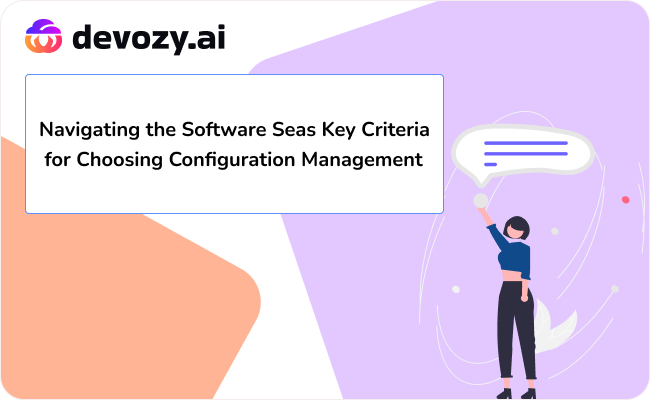 devozy.ai
Navigating the Software Seas Key Criteria
for Choosing Configuration Management